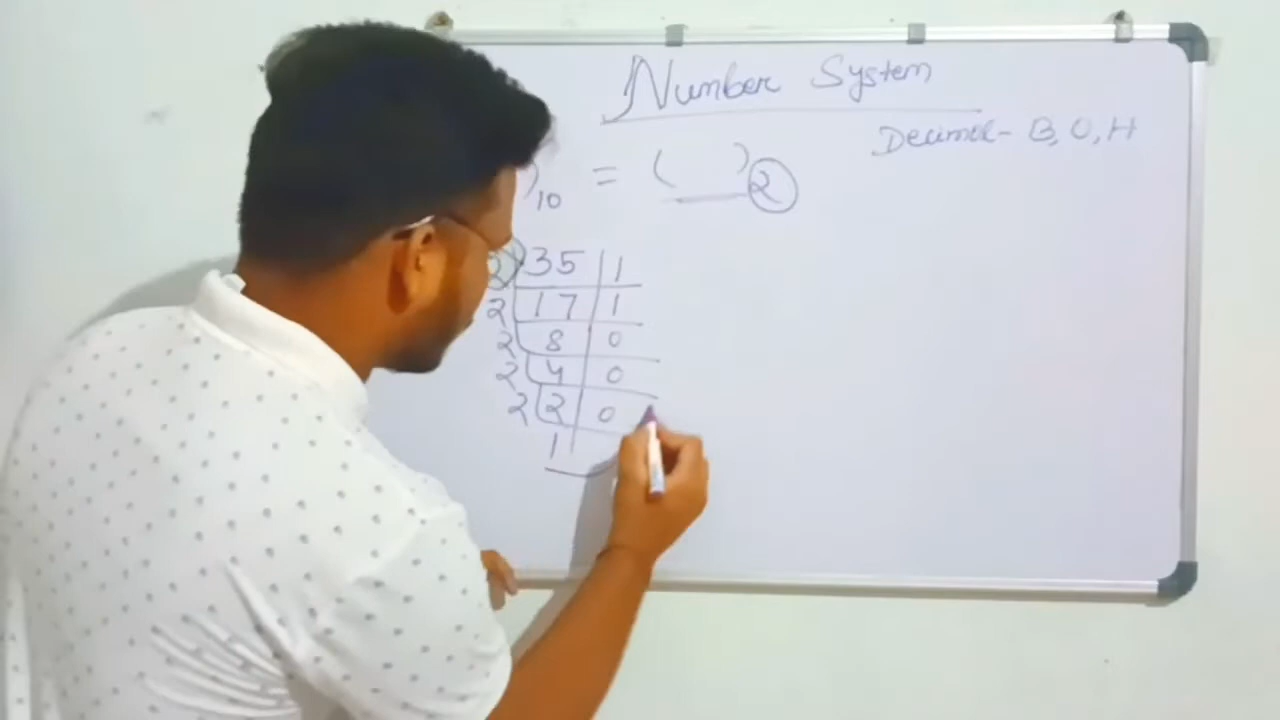 Number System
Decimal - B, O, H
)10 = ( )2
2 35 1
2 17 1
2 8 0
2 4 0
2 2 0
1